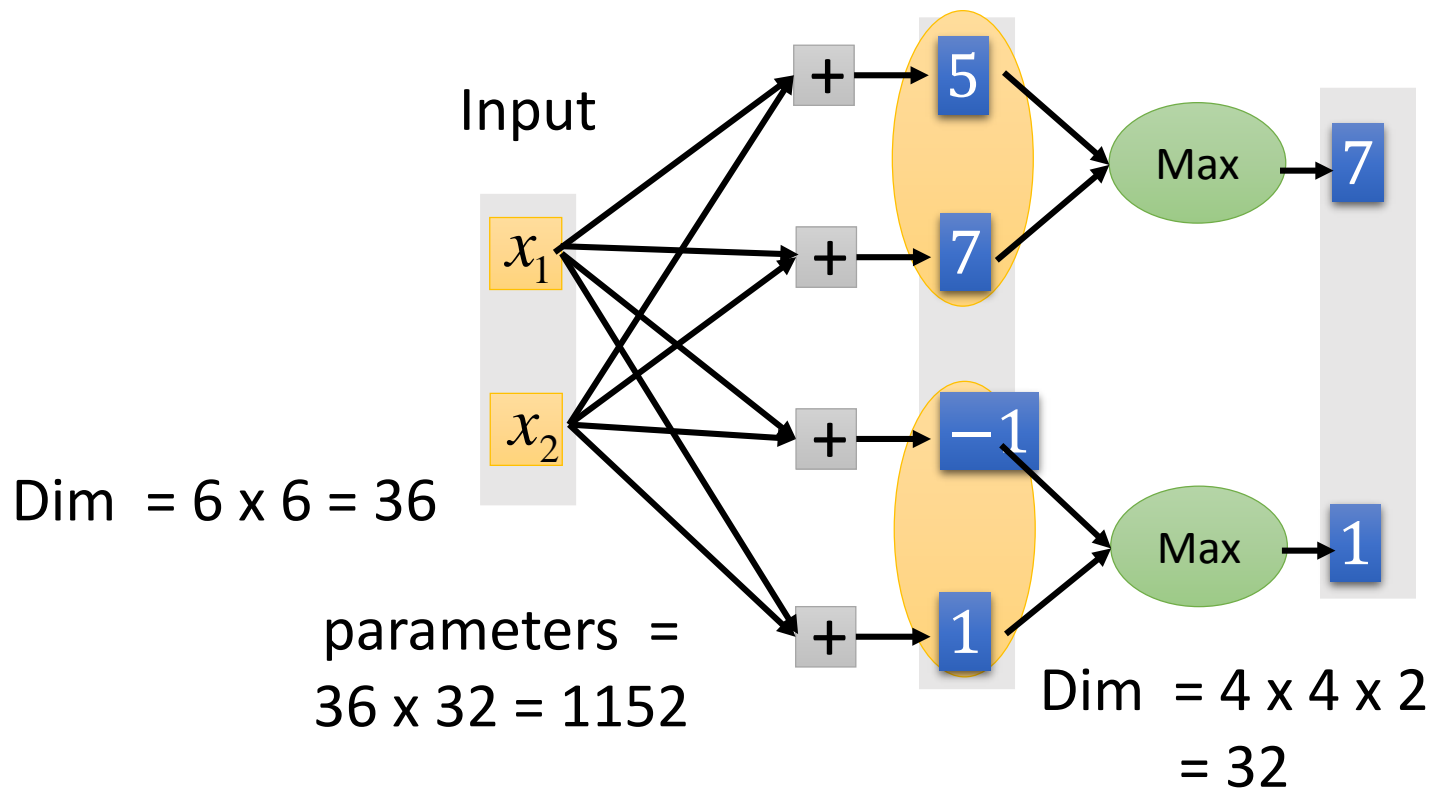 Input
x₁
x₂
+
+
+
+
5
7
−1
1
Max
Max
7
1
Dim = 6 x 6 = 36
parameters =
36 x 32 = 1152
Dim = 4 x 4 x 2
= 32